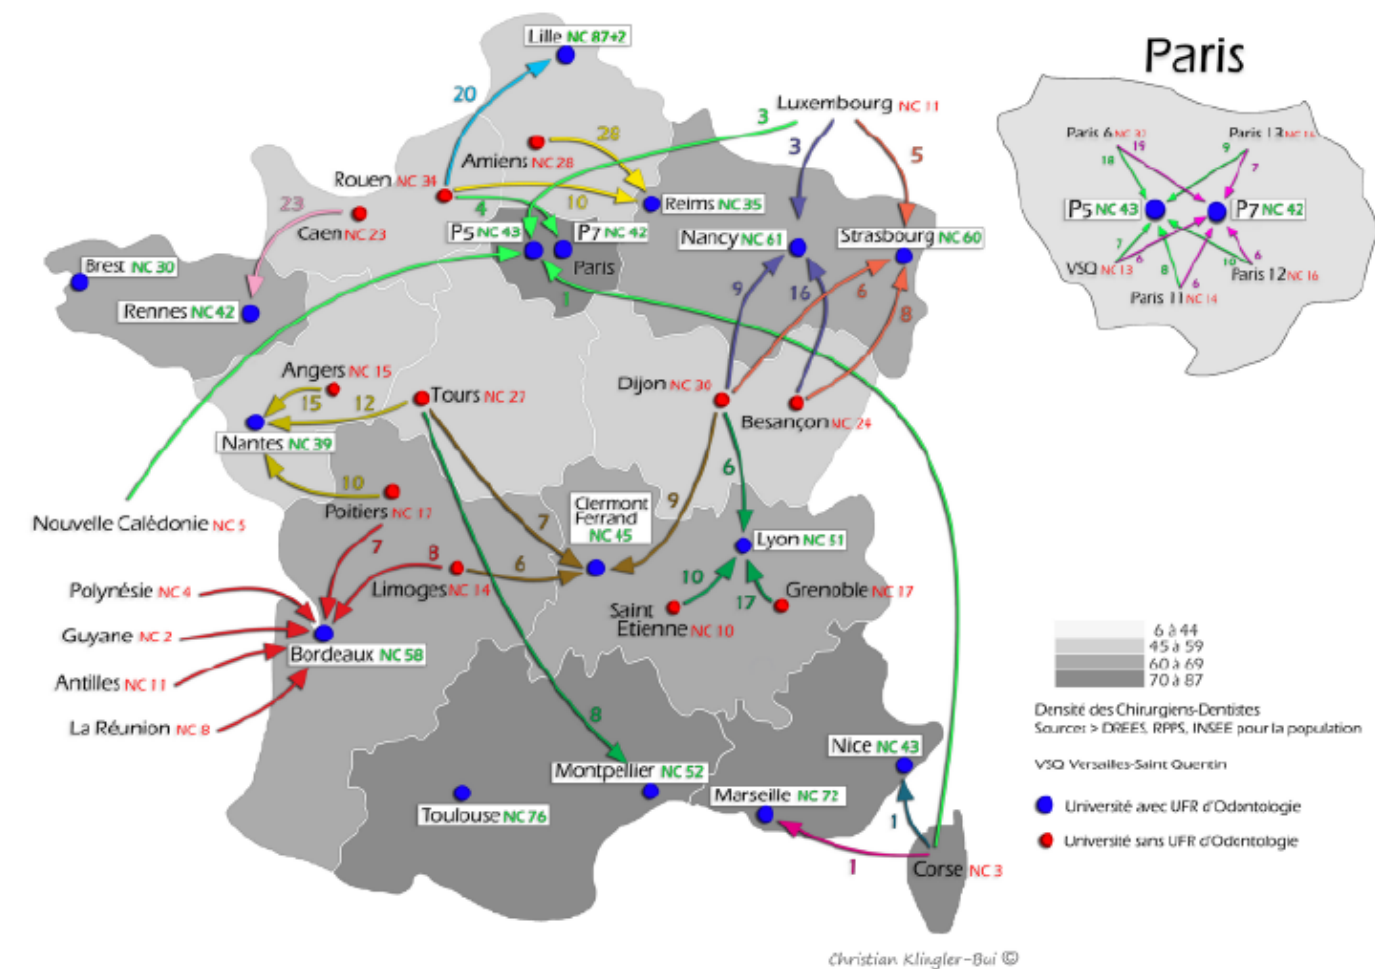 Lille NC 87+2
20
Luxembourg NC 11
3
3
5
Amiens NC 28
28
Rouen NC 34
10
4
Reims NC 35
23
Caen NC 23
P5 NC 43
P7 NC 42
Paris
Nancy NC 61
Strasbourg NC 60
Brest NC 30
Rennes NC 42
1
9
16
6
8
Angers NC 15
15
12
Tours NC 27
Dijon NC 30
Besançon NC 24
Nantes NC 39
10
Poitiers NC 17
6
9
7
Clermont
Ferrand
NC 45
Nouvelle Calédonie NC 5
Lyon NC 51
7
8
6
Limoges NC 14
10
17
Grenoble NC 17
Saint
Etienne NC 10
Polynésie NC 4
Guyane NC 2
Bordeaux NC 58
Antilles NC 11
La Réunion NC 8
8
Montpellier NC 52
Toulouse NC 76
Nice NC 43
Marseille NC 72
1
1
Corse NC 3
Paris
Paris 6 NC 37
19
18
Paris 13 NC 16
9
7
P5 NC 43
P7 NC 42
7
6
8
6
10
6
VSQ NC 13
Paris 12 NC 16
Paris 11 NC 14
6 à 44
45 à 59
60 à 69
70 à 87
Densité des Chirurgiens-Dentistes
Source: > DREES, RPPS, INSEE pour la population
VSQ Versailles-Saint Quentin
Université avec UFR d'Odontologie
Université sans UFR d'Odontologie
Christian Klingler-Bui ©